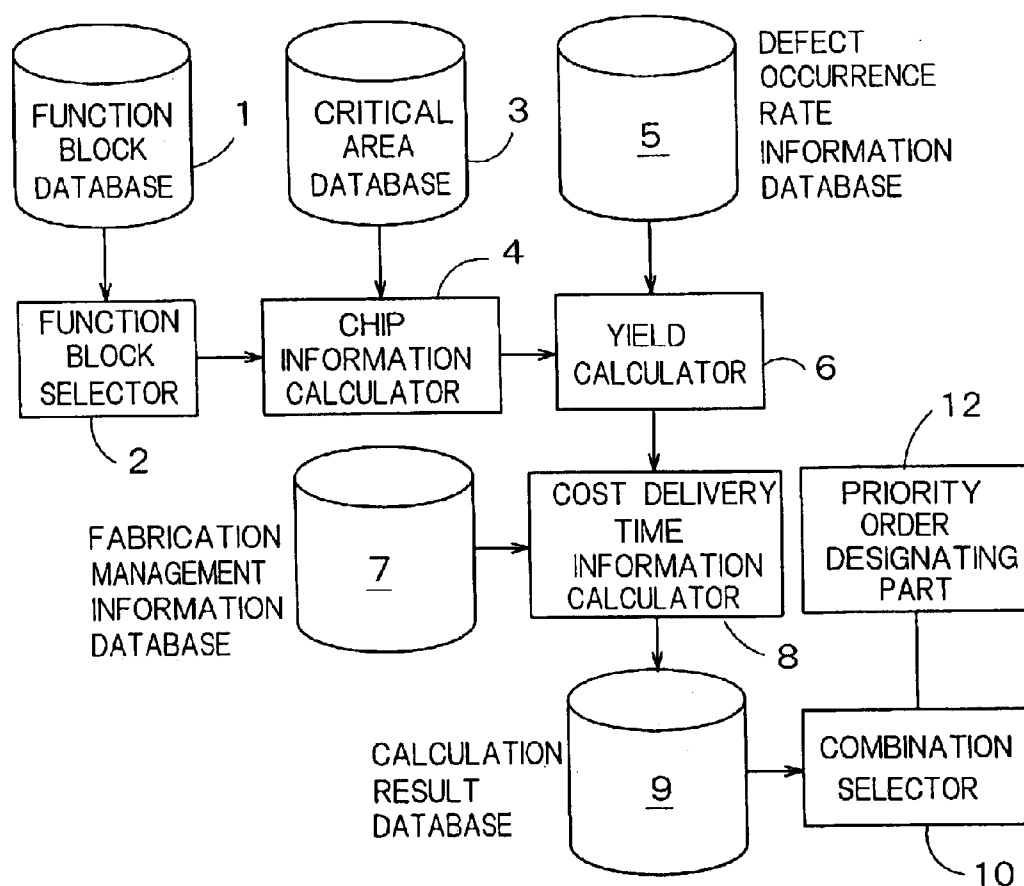 FUNCTION
BLOCK
DATABASE
1
CRITICAL
AREA
DATABASE
3
5
DEFECT
OCCURRENCE
RATE
INFORMATION
DATABASE
FUNCTION
BLOCK
SELECTOR
2
CHIP
INFORMATION
CALCULATOR
4
YIELD
CALCULATOR
6
FABRICATION
MANAGEMENT
INFORMATION
DATABASE
7
COST DELIVERY
TIME
INFORMATION
CALCULATOR
8
12
PRIORITY
ORDER
DESIGNATING
PART
CALCULATION
RESULT
DATABASE
9
COMBINATION
SELECTOR
10